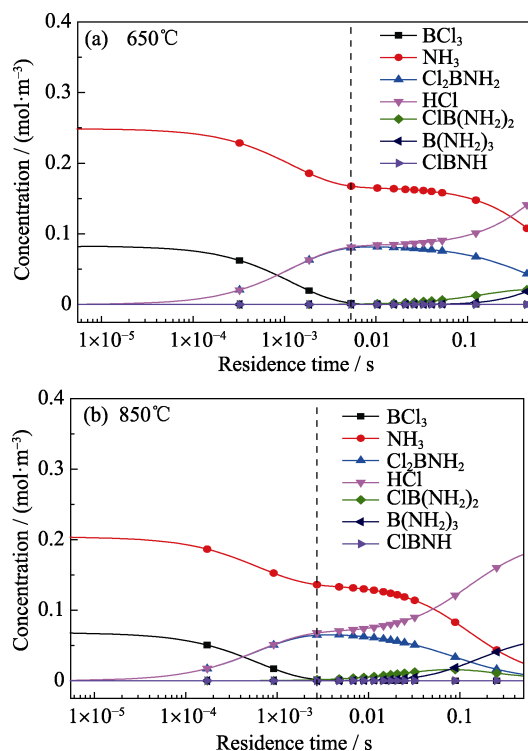 (a) 650℃
BCl₃
NH₃
Cl₂BNH₂
HCl
ClB(NH₂)₂
B(NH₂)₃
ClBNH
Concentration / (mol·m⁻³)
0.4
0.3
0.2
0.1
0
1×10⁻⁵ 1×10⁻⁴ 1×10⁻³ 0.01 0.1
Residence time / s
(b) 850℃
BCl₃
NH₃
Cl₂BNH₂
HCl
ClB(NH₂)₂
B(NH₂)₃
ClBNH
Concentration / (mol·m⁻³)
0.4
0.3
0.2
0.1
0
1×10⁻⁵ 1×10⁻⁴ 1×10⁻³ 0.01 0.1
Residence time / s